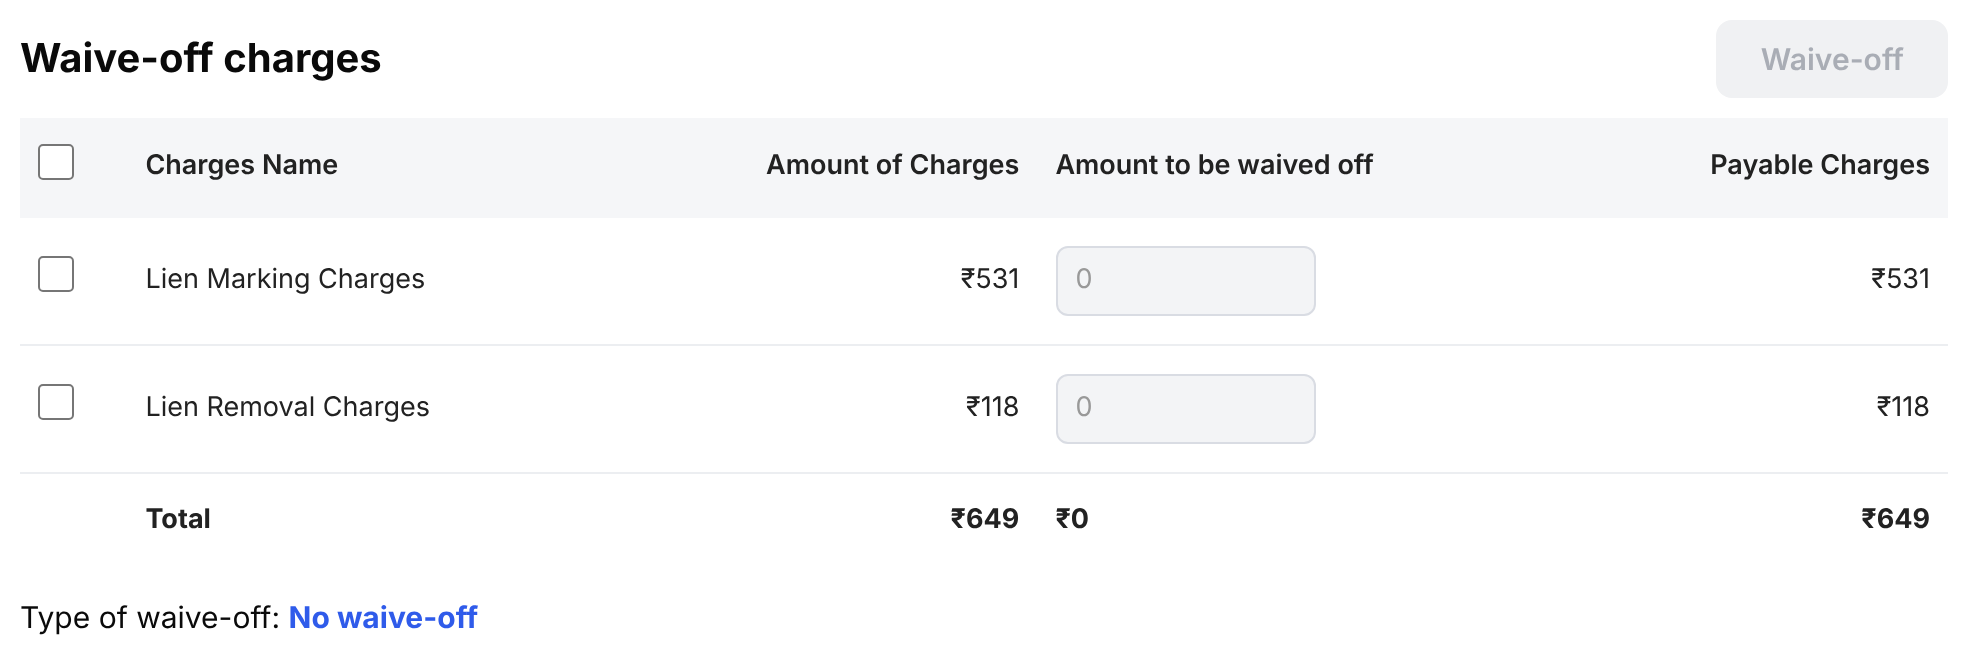 Waive-off charges
Waive-off
Charges Name Amount of Charges Amount to be waived off Payable Charges
Lien Marking Charges ₹531 0 ₹531
Lien Removal Charges ₹118 0 ₹118
Total ₹649 ₹0 ₹649
Type of waive-off: No waive-off